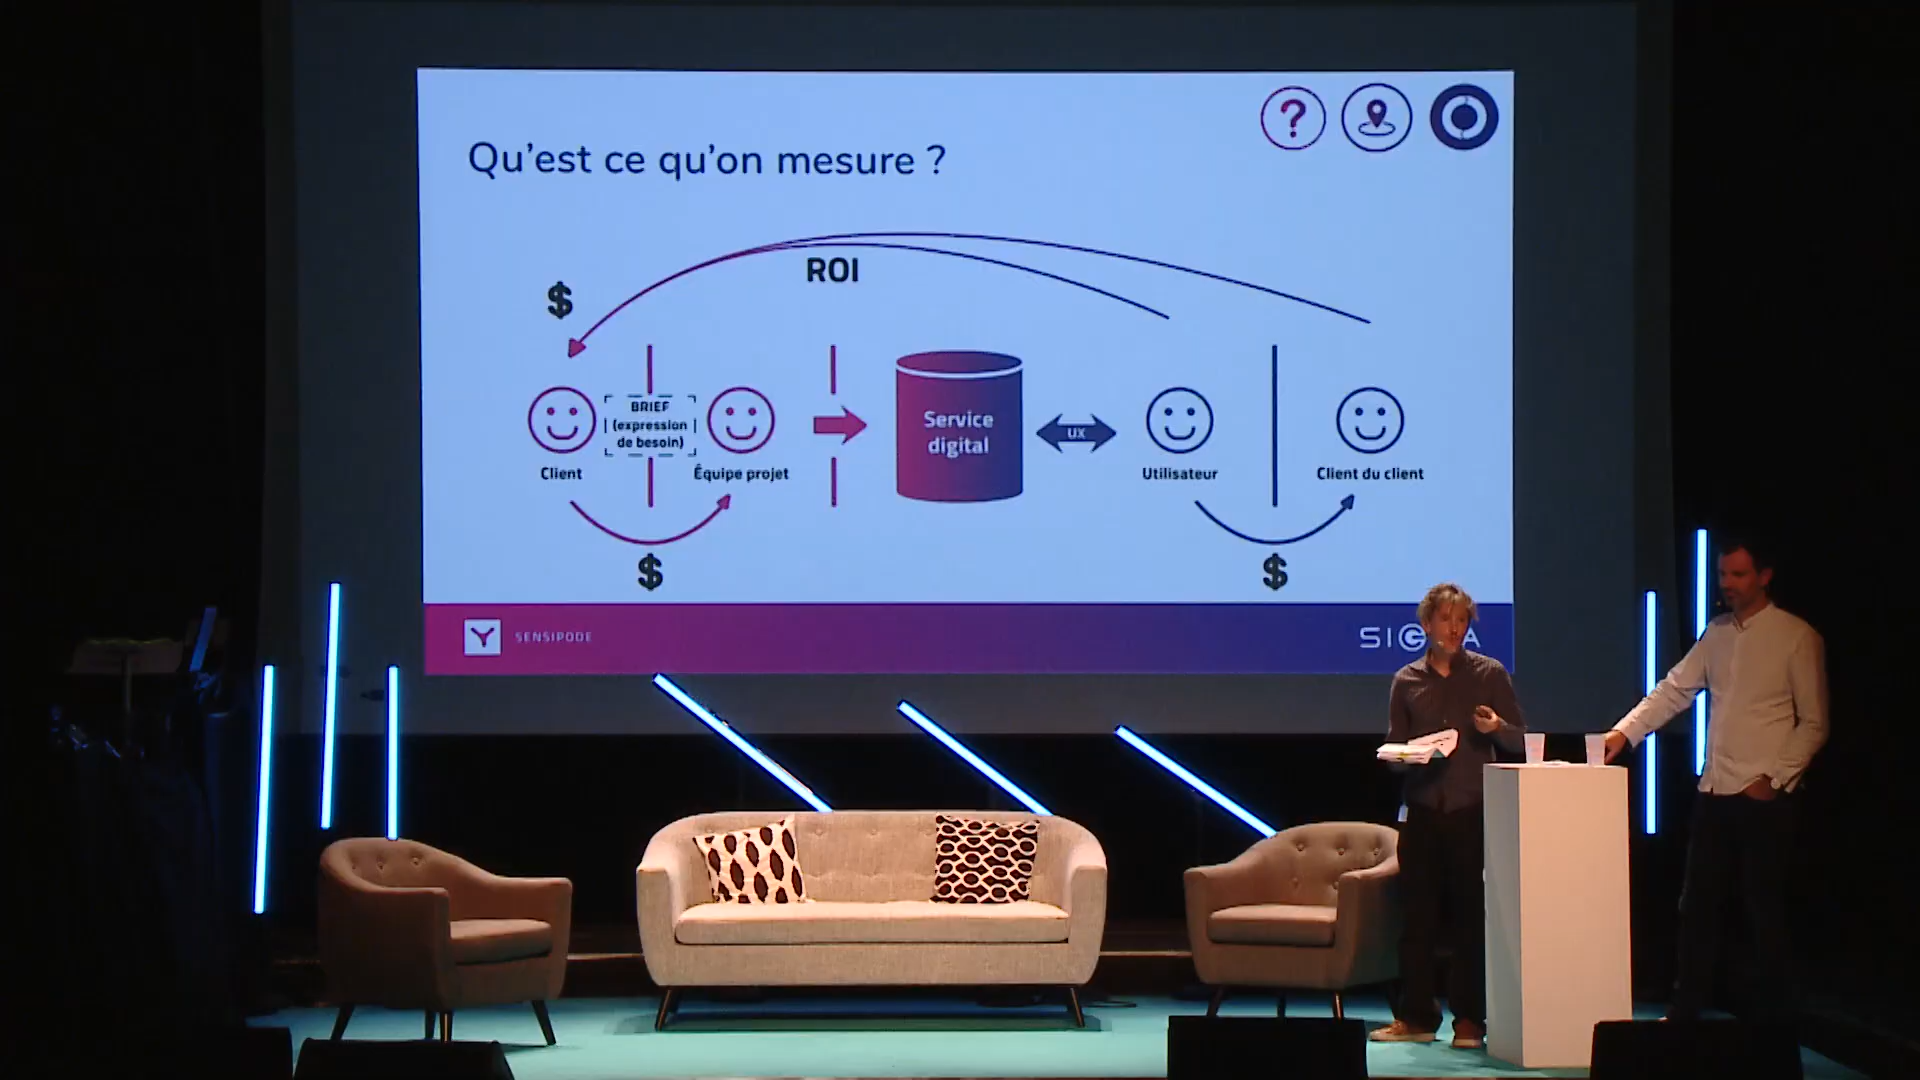 ?
Qu'est ce qu'on mesure ?
ROI
$
BRIEF
(expression
de besoin)
Service
digital
UX
Client
Équipe projet
Utilisateur
Client du client
$
$
SENSIPODE